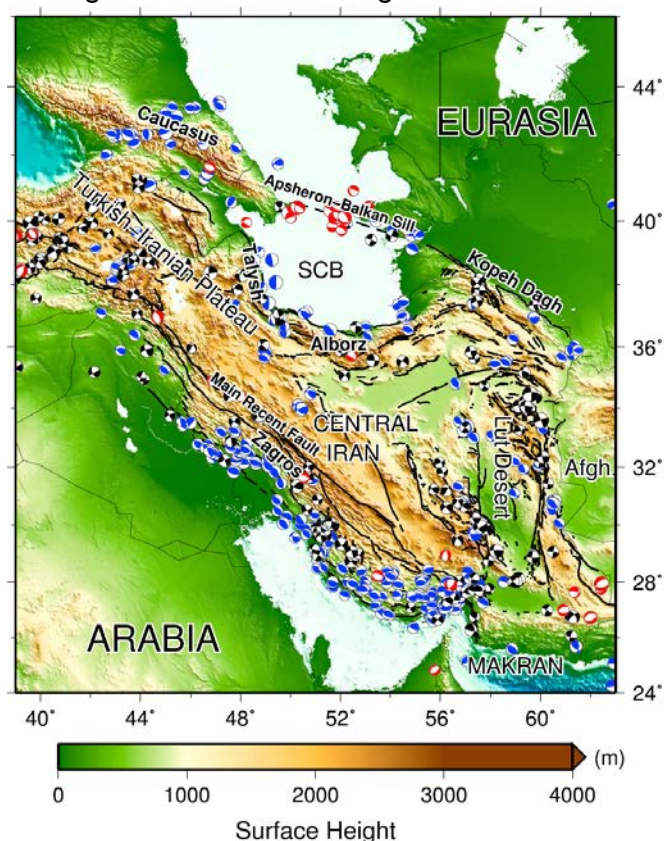 44°
40°
36°
32°
28°
24°
40°
44°
48°
52°
56°
60°
Caucasus
EURASIA
Apsheron-Balkan Sill
Turkish-Iranian Plateau
Talysh
SCB
Kopeh Dagh
Alborz
Main Recent Fault
CENTRAL
IRAN
Zagros
Lut Desert
Afgh.
ARABIA
MAKRAN
0
1000
2000
3000
4000
(m)
Surface Height